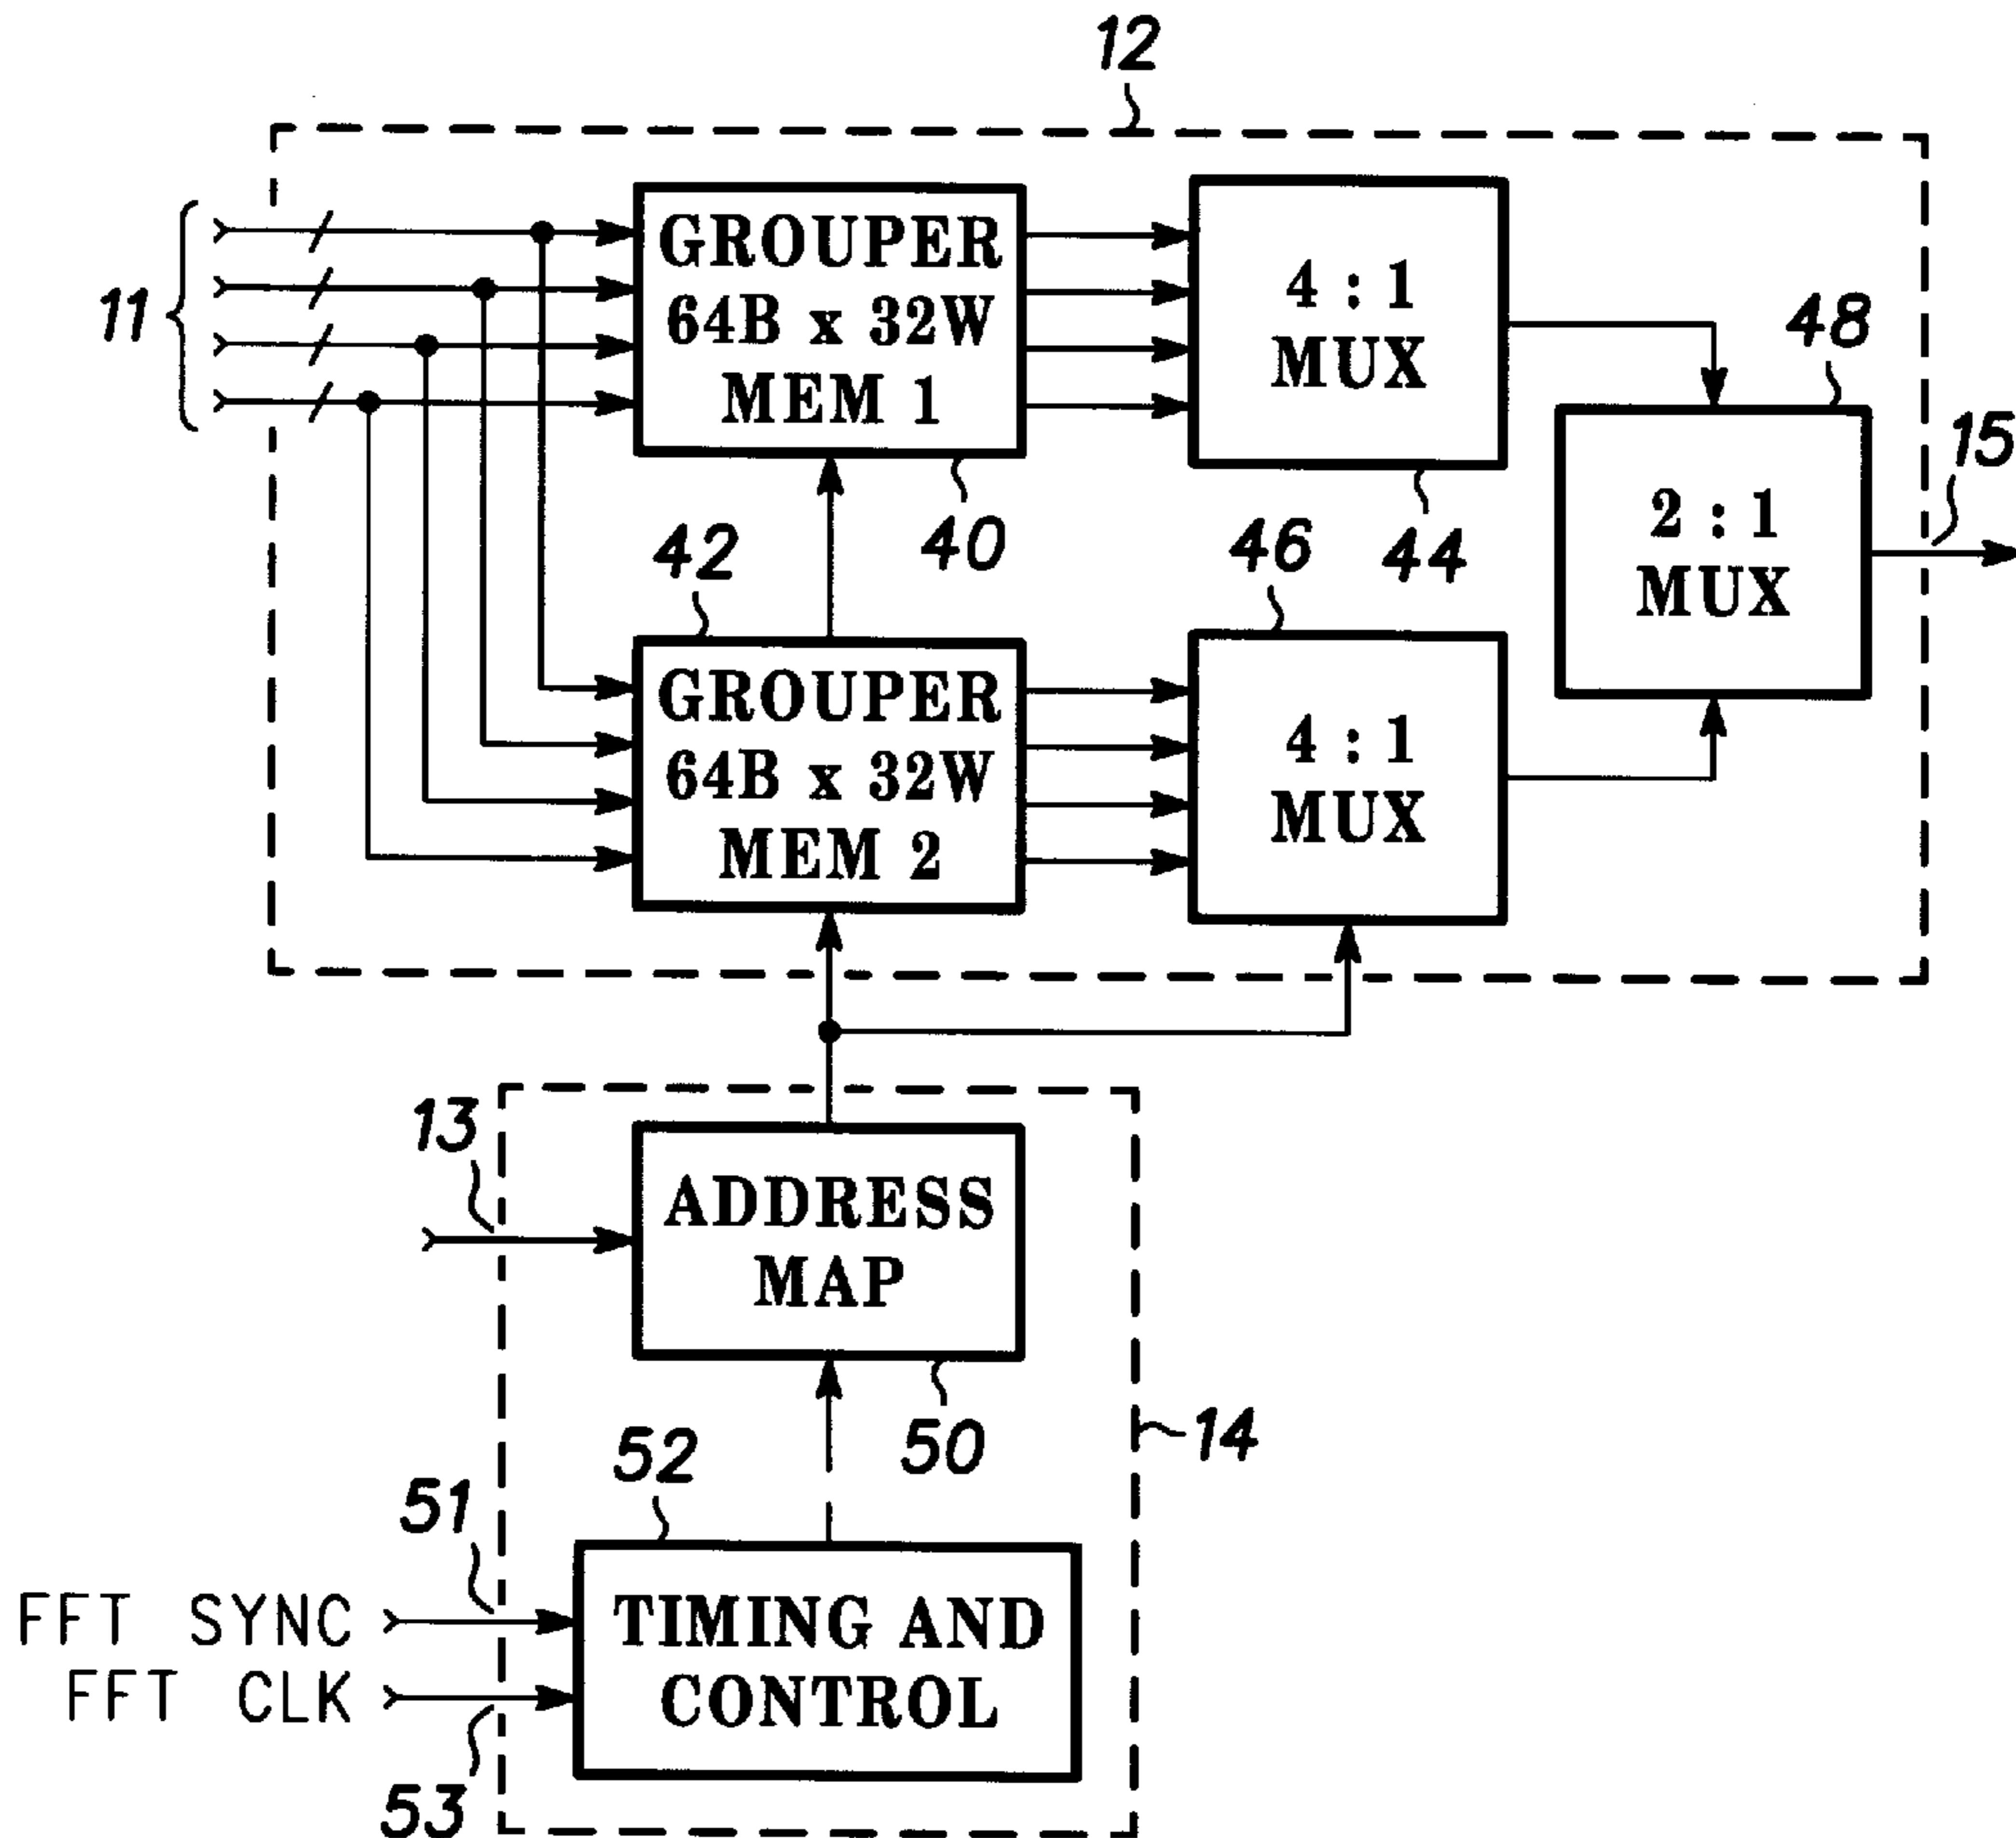 12
11
GROUPER
64B x 32W
MEM 1
4 : 1
MUX
48
15
40
44
42
46
2 : 1
MUX
GROUPER
64B x 32W
MEM 2
4 : 1
MUX
13
ADDRESS
MAP
50
14
52
51
FFT SYNC
FFT CLK
TIMING AND
CONTROL
53